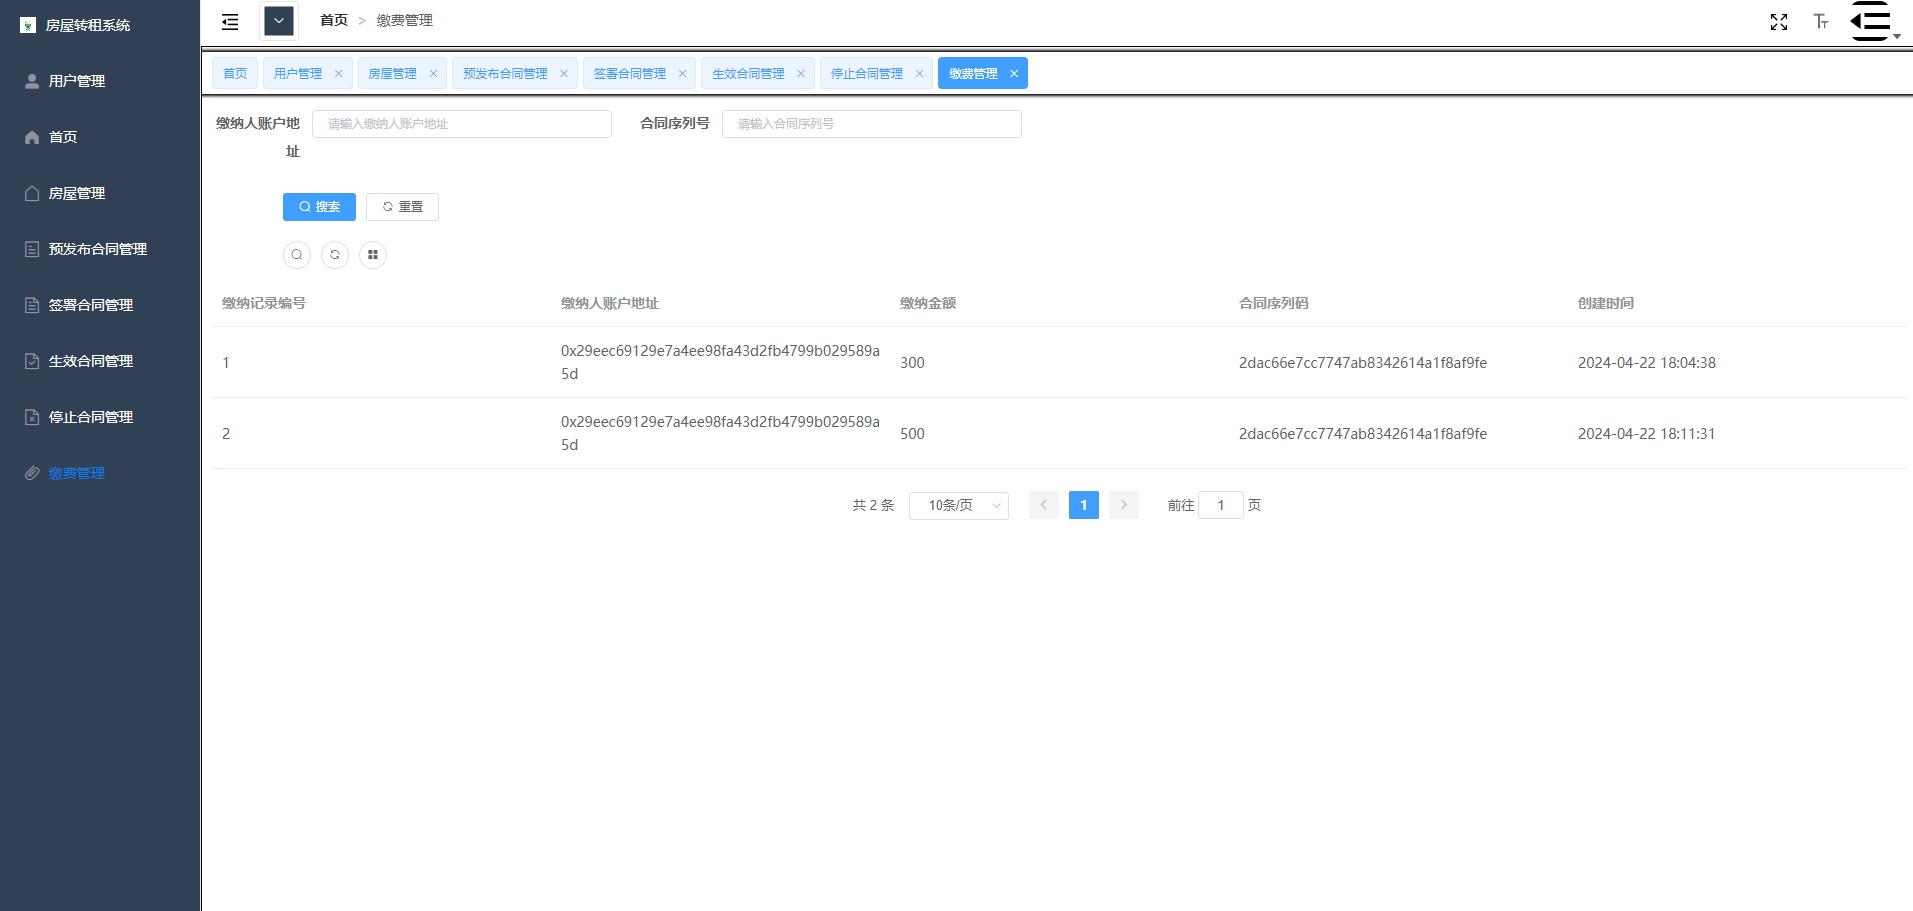 房屋转租系统
用户管理
首页
房屋管理
预发布合同管理
签署合同管理
生效合同管理
停止合同管理
缴费管理
首页 > 缴费管理
首页 用户管理 房屋管理 预发布合同管理 签署合同管理 生效合同管理 停止合同管理 缴费管理
缴纳人账户地址 请输入缴纳人账户地址 合同序列号 请输入合同序列号
搜索 重置
缴纳记录编号 缴纳人账户地址 缴纳金额 合同序列码 创建时间
1 0x29eec69129e7a4ee98fa43d2fb4799b029589a5d 300 2dac66e7cc7747ab8342614a1f8af9fe 2024-04-22 18:04:38
2 0x29eec69129e7a4ee98fa43d2fb4799b029589a5d 500 2dac66e7cc7747ab8342614a1f8af9fe 2024-04-22 18:11:31
共 2 条 10条/页 1 前往 1 页